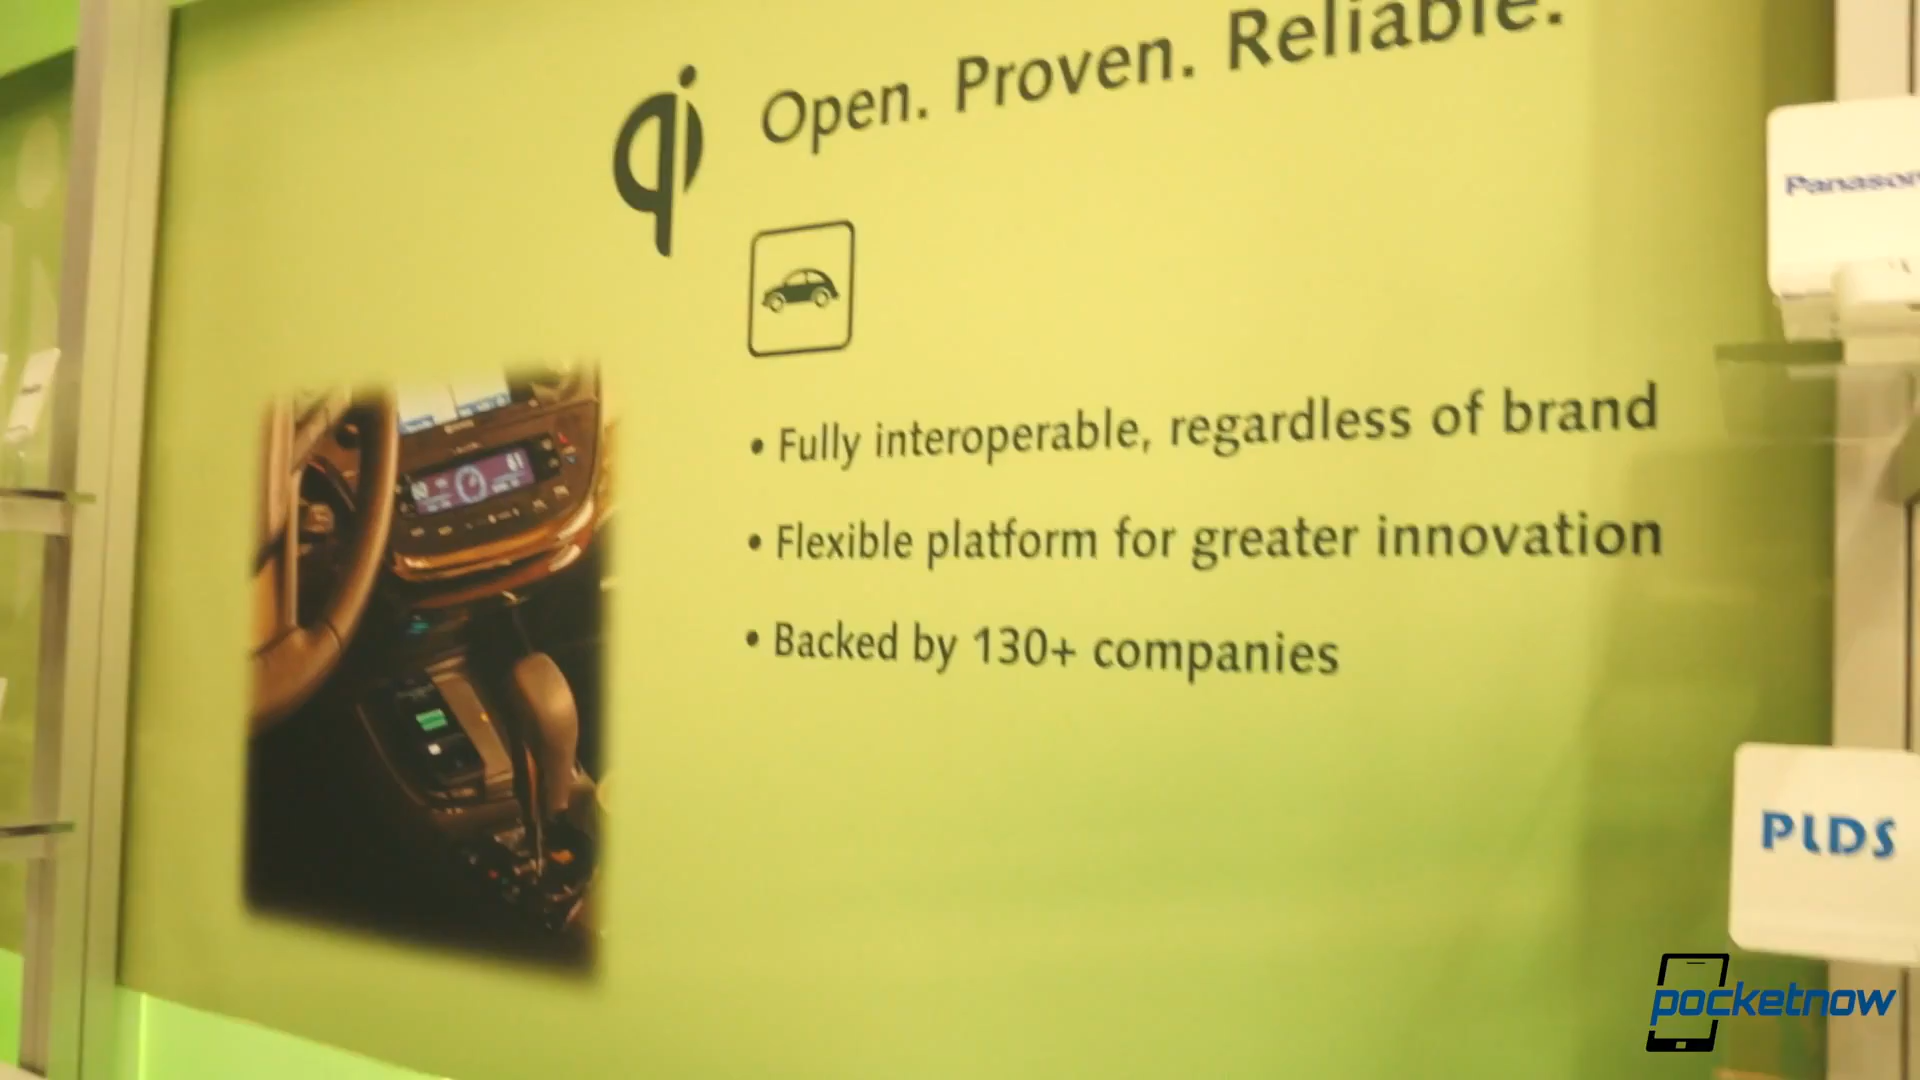 qi
Open. Proven. Reliable.
• Fully interoperable, regardless of brand
• Flexible platform for greater innovation
• Backed by 130+ companies
Panason
PLDS
pocketnow